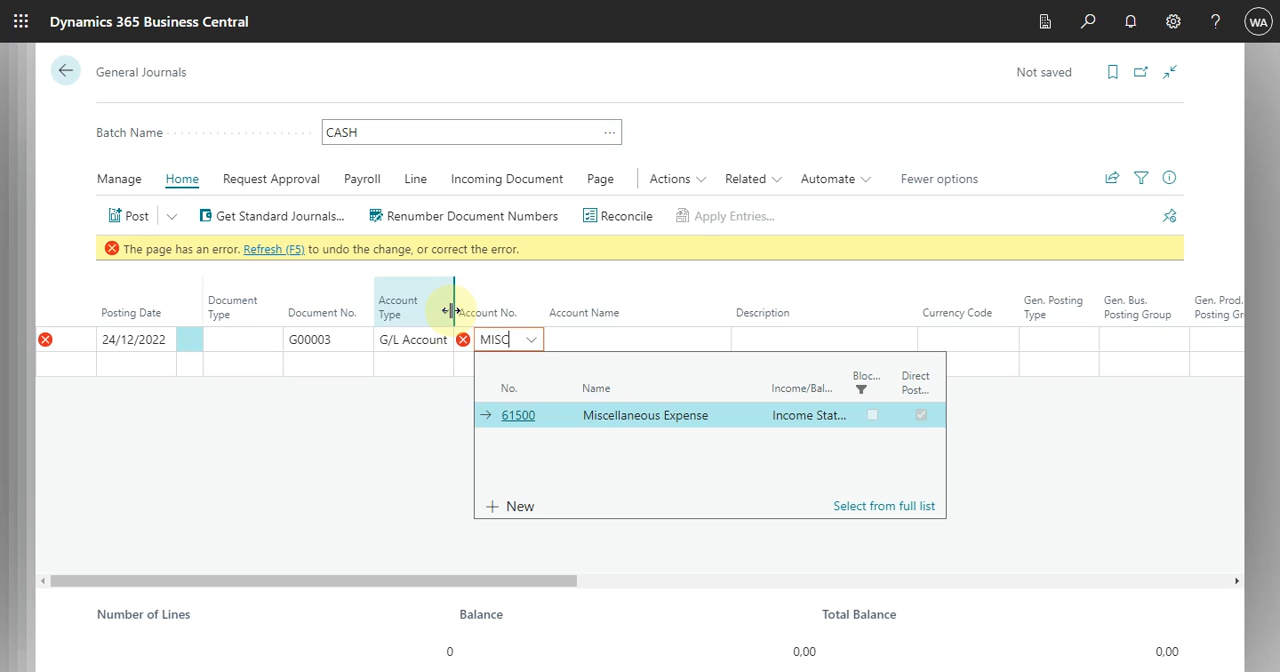 Dynamics 365 Business Central
WA
General Journals
Not saved
Batch Name
CASH
Manage Home Request Approval Payroll Line Incoming Document Page Actions Related Automate Fewer options
Post Get Standard Journals... Renumber Document Numbers Reconcile Apply Entries...
The page has an error. Refresh (F5) to undo the change, or correct the error.
Posting Date Document Type Document No. Account Type Account No. Account Name Description Currency Code Gen. Posting Type Gen. Bus. Posting Group Gen. Prod. Posting Gr
24/12/2022 G00003 G/L Account MISC
No. Name Income/Bal... Bloc... Direct Post...
61500 Miscellaneous Expense Income Stat...
New Select from full list
Number of Lines Balance Total Balance
0 0,00 0,00